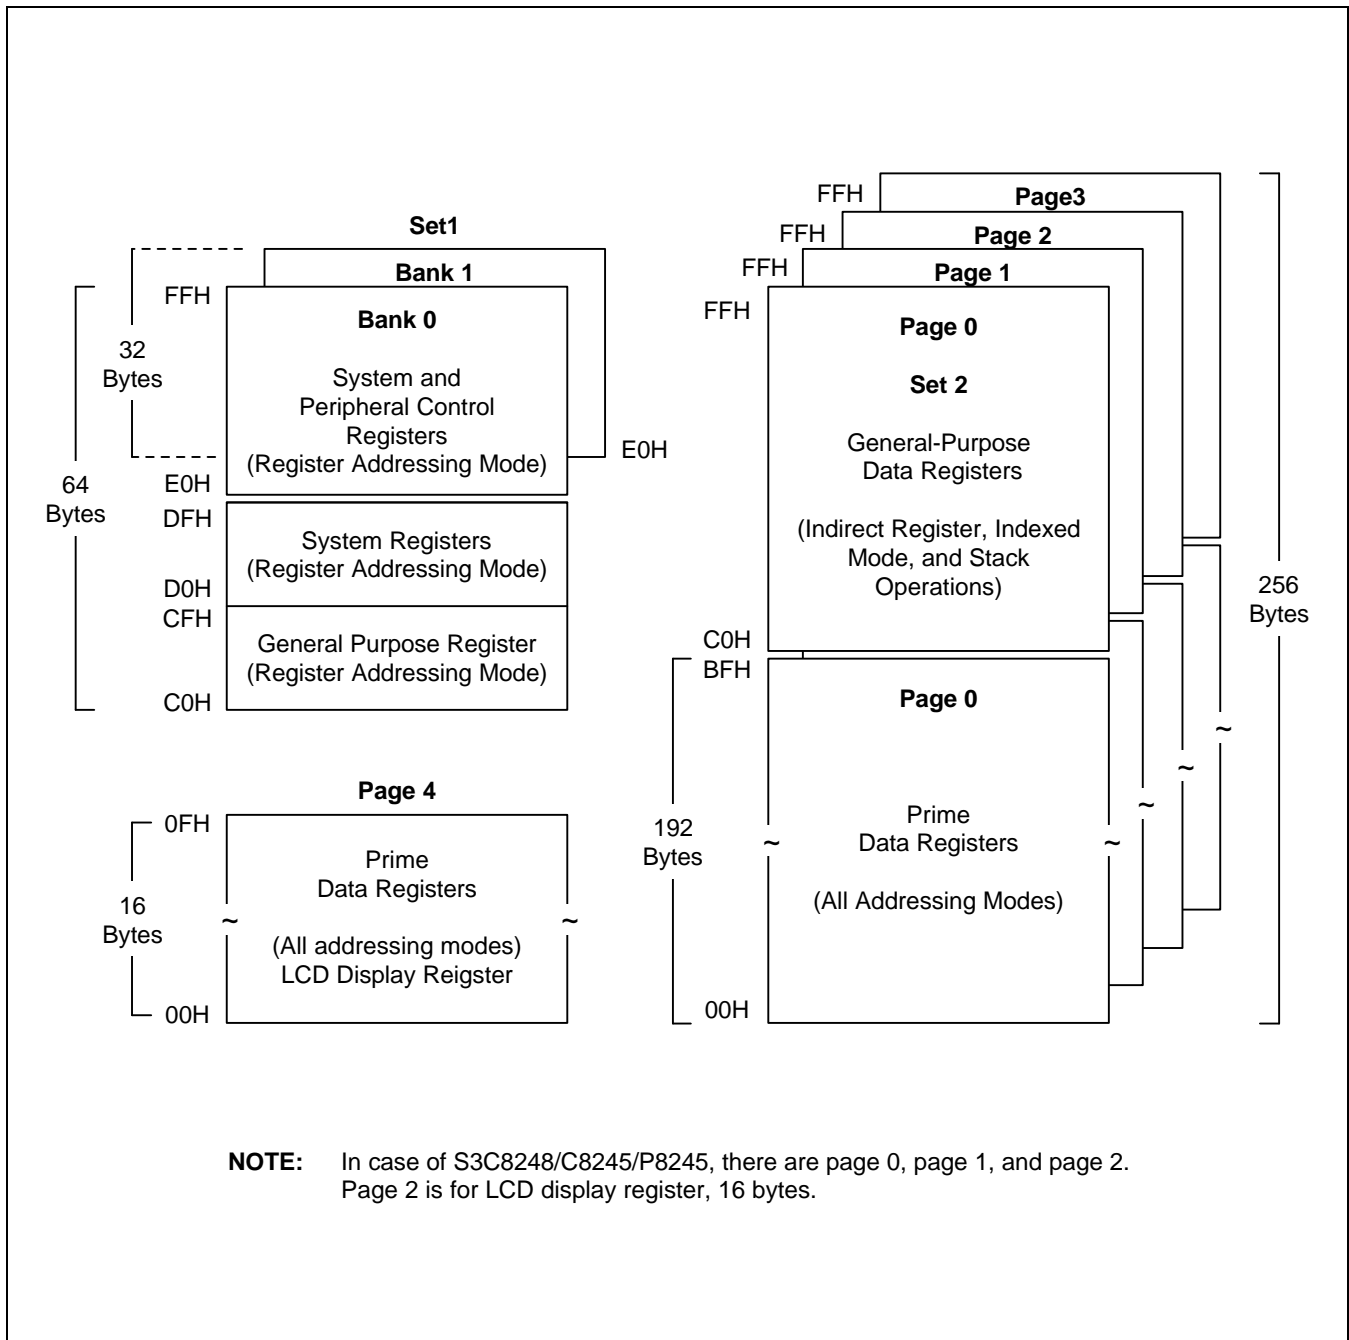 Set1
Bank 1
FFH
Bank 0
32
Bytes
System and
Peripheral Control
Registers
(Register Addressing Mode)
E0H
E0H
64
Bytes
DFH
System Registers
(Register Addressing Mode)
D0H
CFH
General Purpose Register
(Register Addressing Mode)
C0H
Page 4
0FH
Prime
Data Registers
16
Bytes
~
~
(All addressing modes)
LCD Display Reigster
00H
FFH
Page3
FFH
Page 2
FFH
Page 1
FFH
Page 0
Set 2
General-Purpose
Data Registers
(Indirect Register, Indexed
Mode, and Stack
Operations)
256
Bytes
C0H
BFH
Page 0
~
~
~
192
Bytes
~
~
Prime
Data Registers
(All Addressing Modes)
00H
NOTE: In case of S3C8248/C8245/P8245, there are page 0, page 1, and page 2.
Page 2 is for LCD display register, 16 bytes.